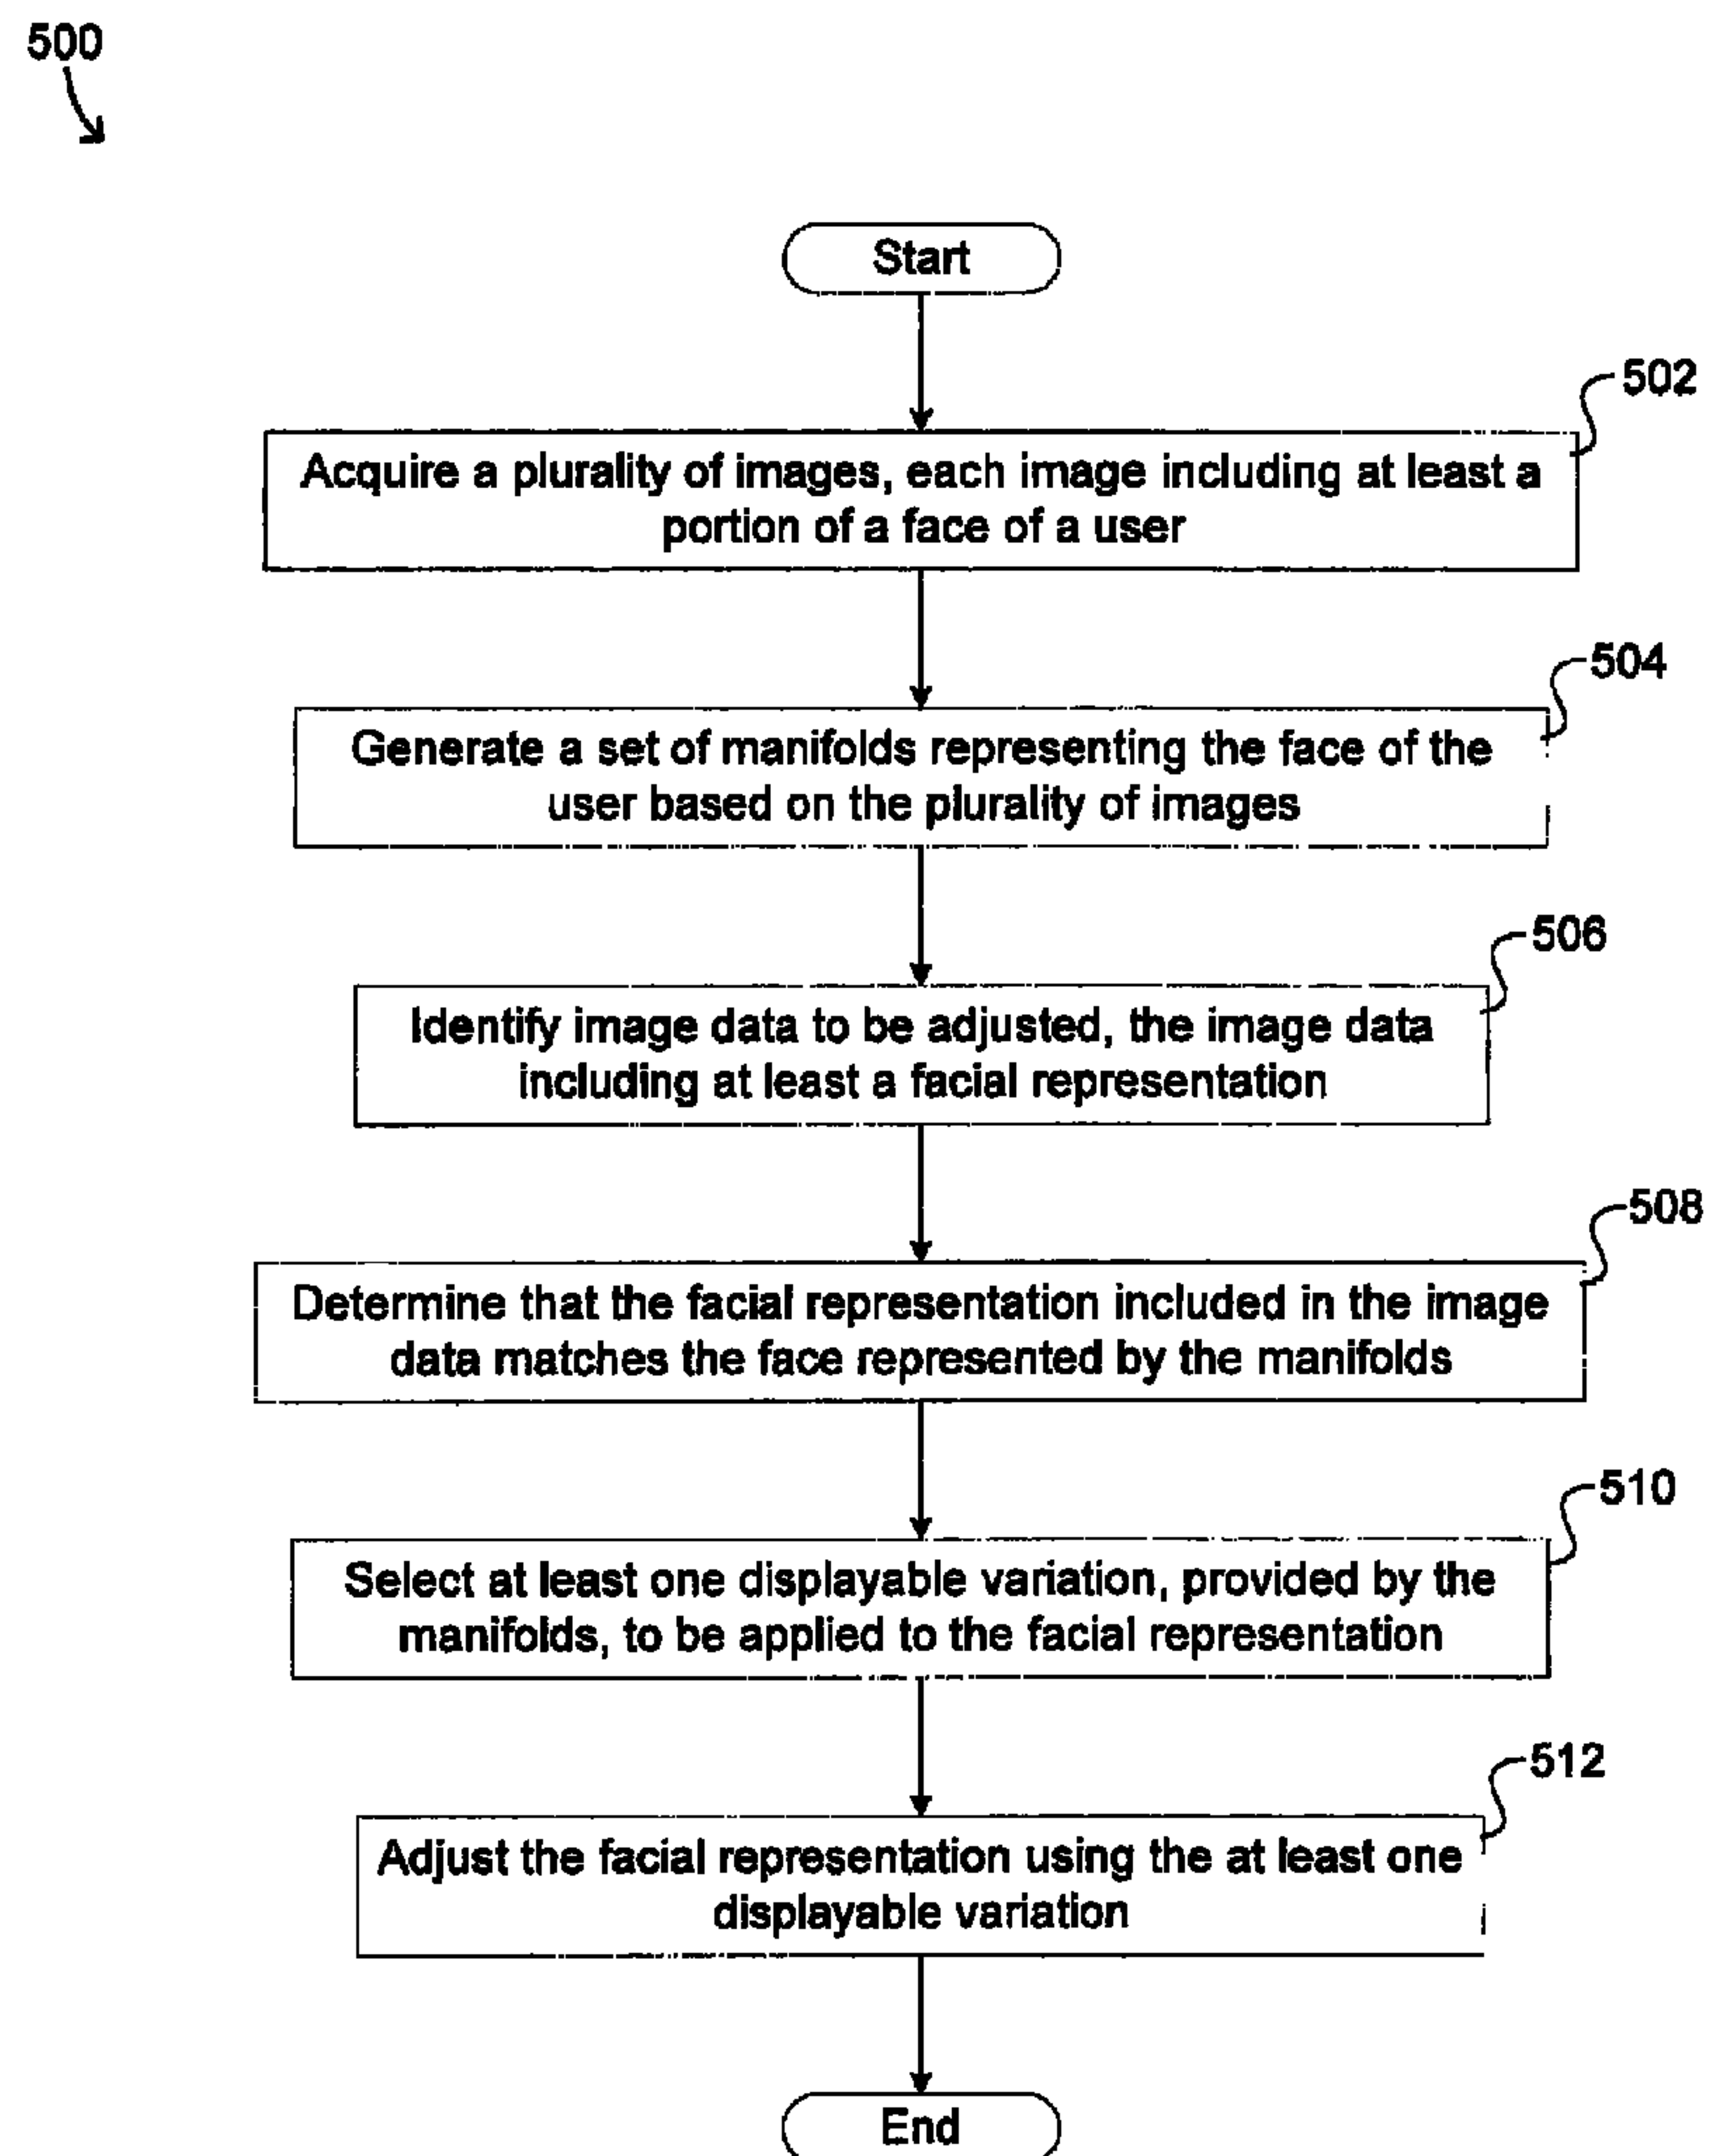 500
Start
502
Acquire a plurality of images, each image including at least a
portion of a face of a user
504
Generate a set of manifolds representing the face of the
user based on the plurality of images
506
Identify image data to be adjusted, the image data
including at least a facial representation
508
Determine that the facial representation included in the image
data matches the face represented by the manifolds
510
Select at least one displayable variation, provided by the
manifolds, to be applied to the facial representation
512
Adjust the facial representation using the at least one
displayable variation
End